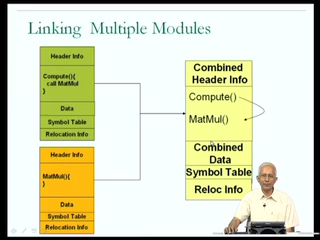 Linking Multiple Modules
Header Info
Compute(){
call MatMul
}
Data
Symbol Table
Relocation Info
Header Info
MatMul(){
}
Data
Symbol Table
Relocation Info
Combined
Header Info
Compute()
MatMul()
Combined
Data
Symbol Table
Reloc Info